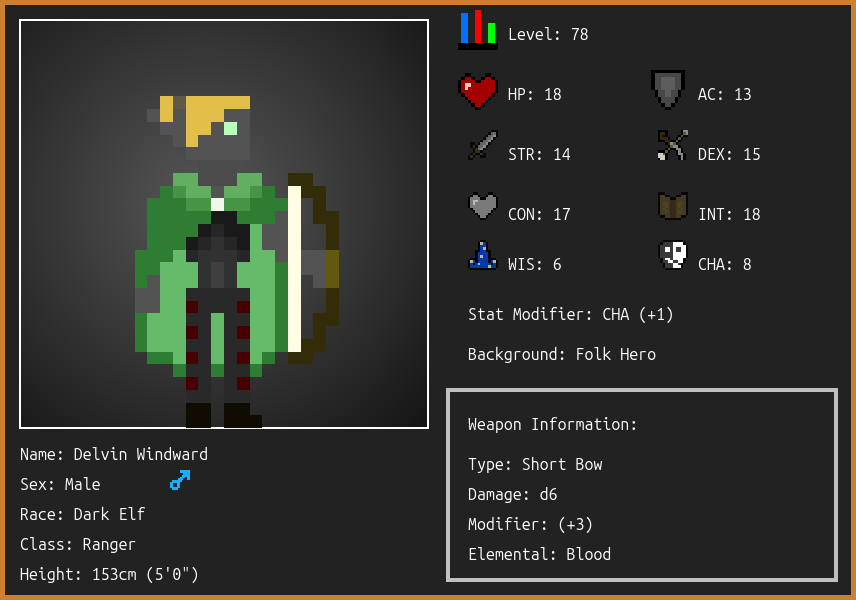 Level: 78
HP: 18
AC: 13
STR: 14
DEX: 15
CON: 17
INT: 18
WIS: 6
CHA: 8
Stat Modifier: CHA (+1)
Background: Folk Hero
Weapon Information:
Type: Short Bow
Damage: d6
Modifier: (+3)
Elemental: Blood
Name: Delvin Windward
Sex: Male
Race: Dark Elf
Class: Ranger
Height: 153cm (5'0")